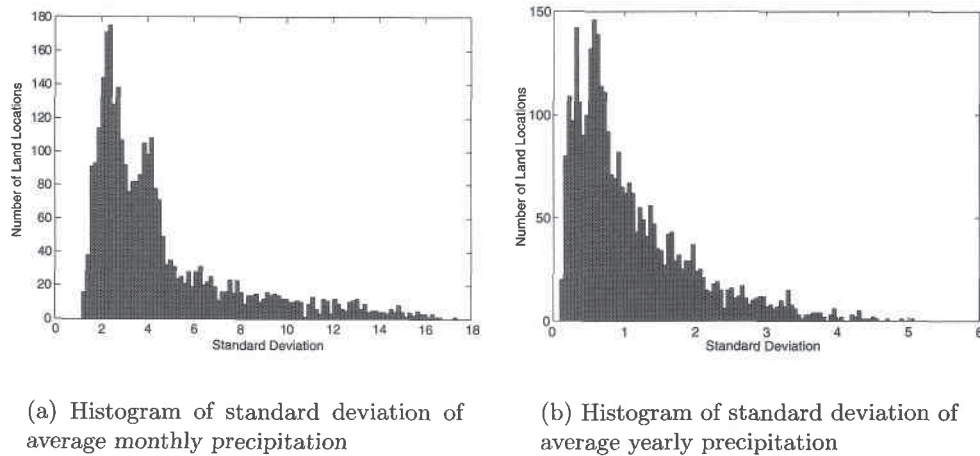 180
160
140
120
100
80
60
40
20
0
Number of Land Locations
0 2 4 6 8 10 12 14 16 18
Standard Deviation
(a) Histogram of standard deviation of
average monthly precipitation
150
100
50
0
Number of Land Locations
0 1 2 3 4 5 6
Standard Deviation
(b) Histogram of standard deviation of
average yearly precipitation